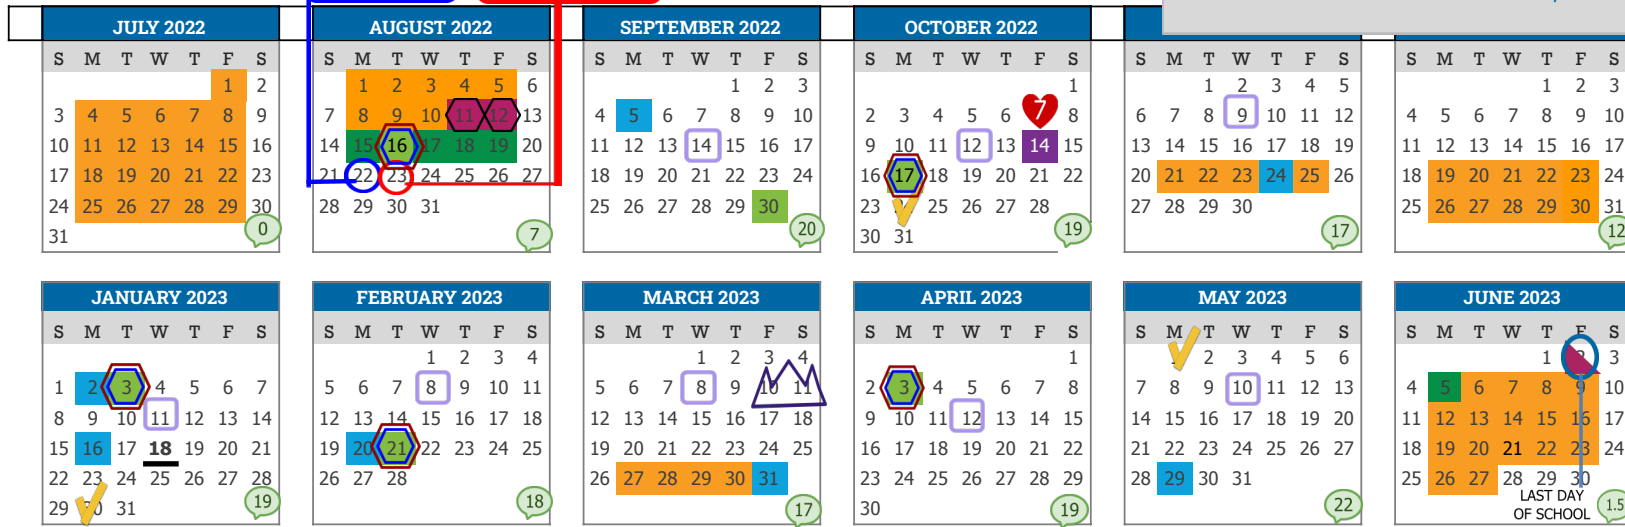 JULY 2022
S M T W T F S
1 2
3 4 5 6 7 8 9
10 11 12 13 14 15 16
17 18 19 20 21 22 23
24 25 26 27 28 29 30
31
0
AUGUST 2022
S M T W T F S
1 2 3 4 5 6
7 8 9 10 11 12 13
14 15 16 17 18 19 20
21 22 23 24 25 26 27
28 29 30 31
7
SEPTEMBER 2022
S M T W T F S
1 2 3
4 5 6 7 8 9 10
11 12 13 14 15 16 17
18 19 20 21 22 23 24
25 26 27 28 29 30
20
OCTOBER 2022
S M T W T F S
1
2 3 4 5 6 7 8
9 10 11 12 13 14 15
16 17 18 19 20 21 22
23 25 26 27 28
30 31
19
S M T W T F S
1 2 3 4 5
6 7 8 9 10 11 12
13 14 15 16 17 18 19
20 21 22 23 24 25 26
27 28 29 30
17
S M T W T F S
1 2 3
4 5 6 7 8 9 10
11 12 13 14 15 16 17
18 19 20 21 22 23 24
25 26 27 28 29 30 31
12
JANUARY 2023
S M T W T F S
1 2 3 4 5 6 7
8 9 10 11 12 13 14
15 16 17 18 19 20 21
22 23 24 25 26 27 28
29 30 31
19
FEBRUARY 2023
S M T W T F S
1 2 3 4
5 6 7 8 9 10 11
12 13 14 15 16 17 18
19 20 21 22 23 24 25
26 27 28
18
MARCH 2023
S M T W T F S
1 2 3 4
5 6 7 8 9 10 11
12 13 14 15 16 17 18
19 20 21 22 23 24 25
26 27 28 29 30 31
17
APRIL 2023
S M T W T F S
1
2 3 4 5 6 7 8
9 10 11 12 13 14 15
16 17 18 19 20 21 22
23 24 25 26 27 28 29
30
19
MAY 2023
S M T W T F S
2 3 4 5 6
7 8 9 10 11 12 13
14 15 16 17 18 19 20
21 22 23 24 25 26 27
28 29 30 31
22
JUNE 2023
S M T W T F S
1 2 3
4 5 6 7 8 9 10
11 12 13 14 15 16 17
18 19 20 21 22 23 24
25 26 27 28 29 30
LAST DAY
OF SCHOOL
1.5